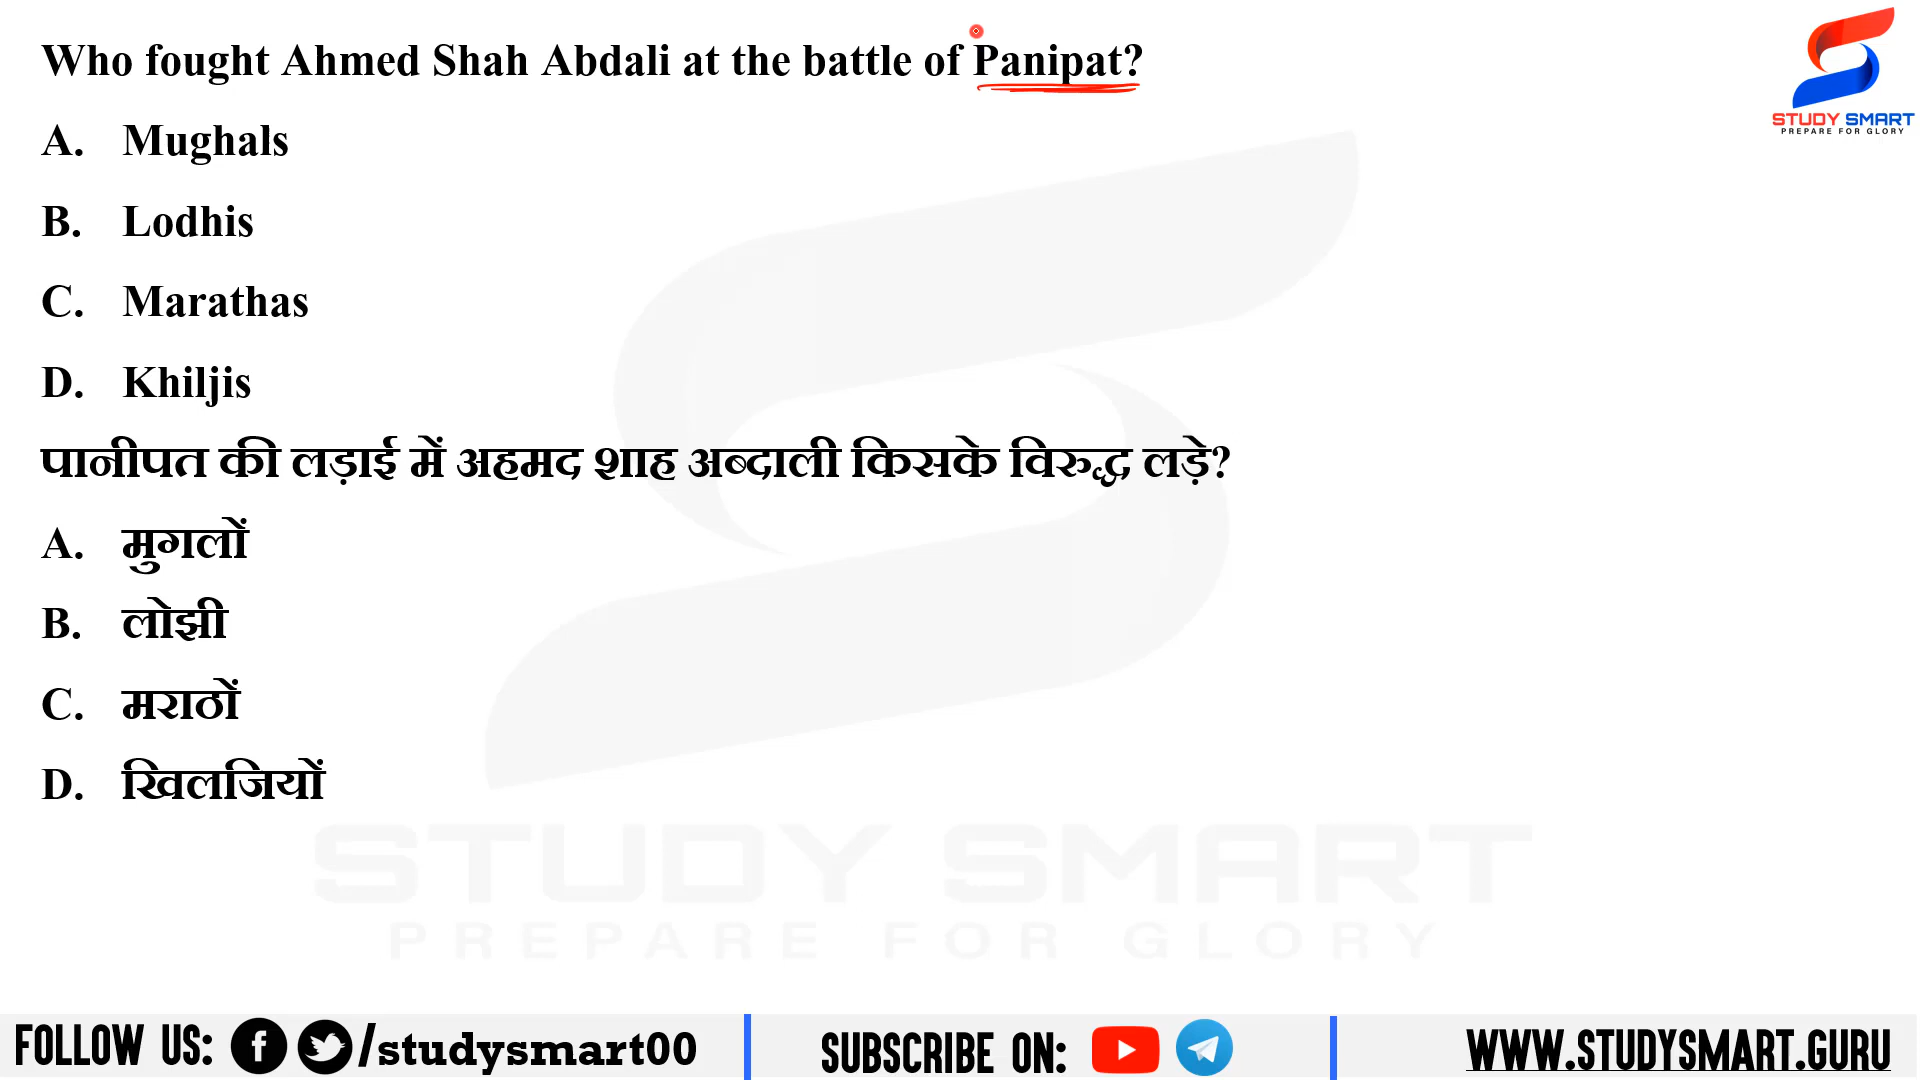 Who fought Ahmed Shah Abdali at the battle of Panipat?
STUDY SMART
PREPARE FOR GLORY
A. Mughals
B. Lodhis
C. Marathas
D. Khiljis
पानीपत की लड़ाई में अहमद शाह अब्दाली किसके विरुद्ध लड़े?
A. मुगलों
B. लोझी
C. मराठों
D. खिलजियों
STUDY SMART
PREPARE FOR GLORY
FOLLOW US: /studysmart00 SUBSCRIBE ON: WWW.STUDYSMART.GURU